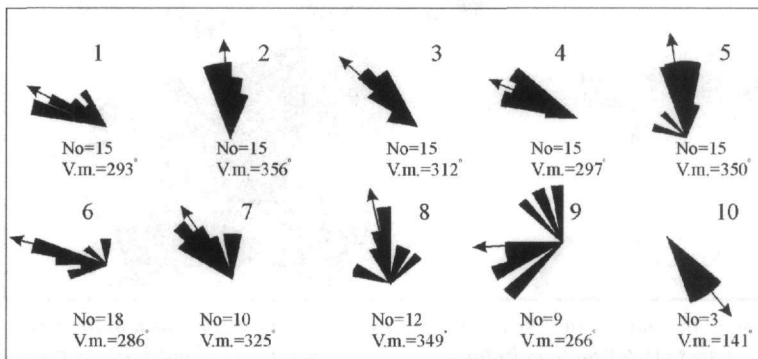 1 2 3 4 5
No=15 No=15 No=15 No=15 No=15
V.m.=293° V.m.=356° V.m.=312° V.m.=297° V.m.=350°
6 7 8 9 10
No=18 No=10 No=12 No=9 No=3
V.m.=286° V.m.=325° V.m.=349° V.m.=266° V.m.=141°